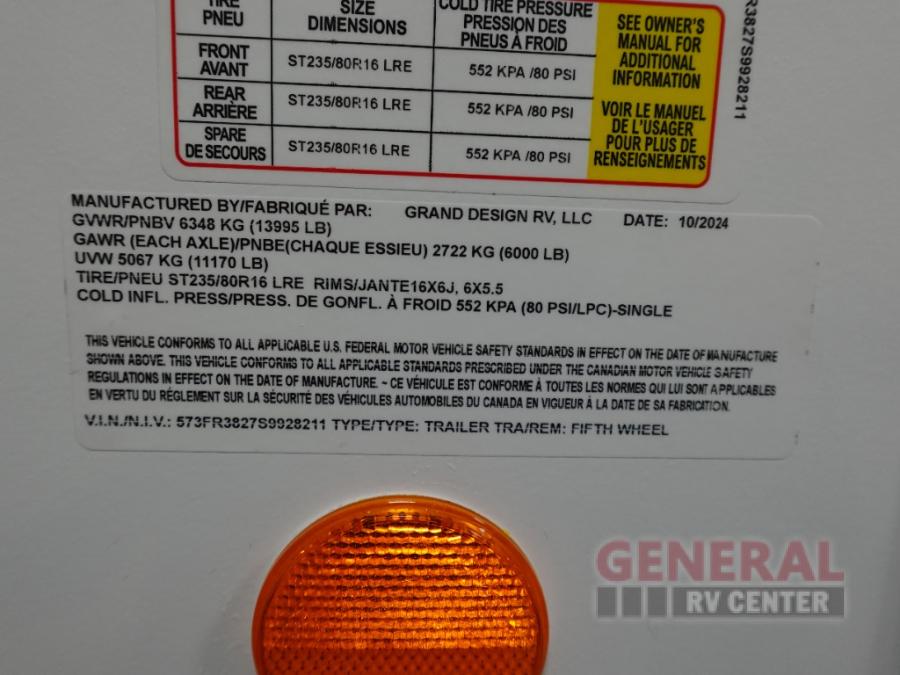 TIRE
PNEU
SIZE
DIMENSIONS
COLD TIRE PRESSURE
PRESSION DES
PNEUS À FROID
SEE OWNER'S
MANUAL FOR
ADDITIONAL
INFORMATION
VOIR LE MANUEL
DE L'USAGER
POUR PLUS DE
RENSEIGNEMENTS
FRONT
AVANT
ST235/80R16 LRE
552 KPA /80 PSI
REAR
ARRIÈRE
ST235/80R16 LRE
552 KPA /80 PSI
SPARE
DE SECOURS
ST235/80R16 LRE
552 KPA /80 PSI
R3827S9928211
MANUFACTURED BY/FABRIQUÉ PAR: GRAND DESIGN RV, LLC DATE: 10/2024
GVWR/PNBV 6348 KG (13995 LB)
GAWR (EACH AXLE)/PNBE(CHAQUE ESSIEU) 2722 KG (6000 LB)
UVW 5067 KG (11170 LB)
TIRE/PNEU ST235/80R16 LRE RIMS/JANTE16X6J, 6X5.5
COLD INFL. PRESS/PRESS. DE GONFL. À FROID 552 KPA (80 PSI/LPC)-SINGLE
THIS VEHICLE CONFORMS TO ALL APPLICABLE U.S. FEDERAL MOTOR VEHICLE SAFETY STANDARDS IN EFFECT ON THE DATE OF MANUFACTURE
SHOWN ABOVE. THIS VEHICLE CONFORMS TO ALL APPLICABLE STANDARDS PRESCRIBED UNDER THE CANADIAN MOTOR VEHICLE SAFETY
REGULATIONS IN EFFECT ON THE DATE OF MANUFACTURE. ~ CE VÉHICULE EST CONFORME À TOUTES LES NORMES QUI LUI SONT APPLICABLES
EN VERTU DU RÉGLEMENT SUR LA SÉCURITÉ DES VÉHICULES AUTOMOBILES DU CANADA EN VIGUEUR À LA DATE DE SA FABRICATION.
V.I.N./N.I.V.: 573FR3827S9928211 TYPE/TYPE: TRAILER TRA/REM: FIFTH WHEEL
GENERAL
RV CENTER